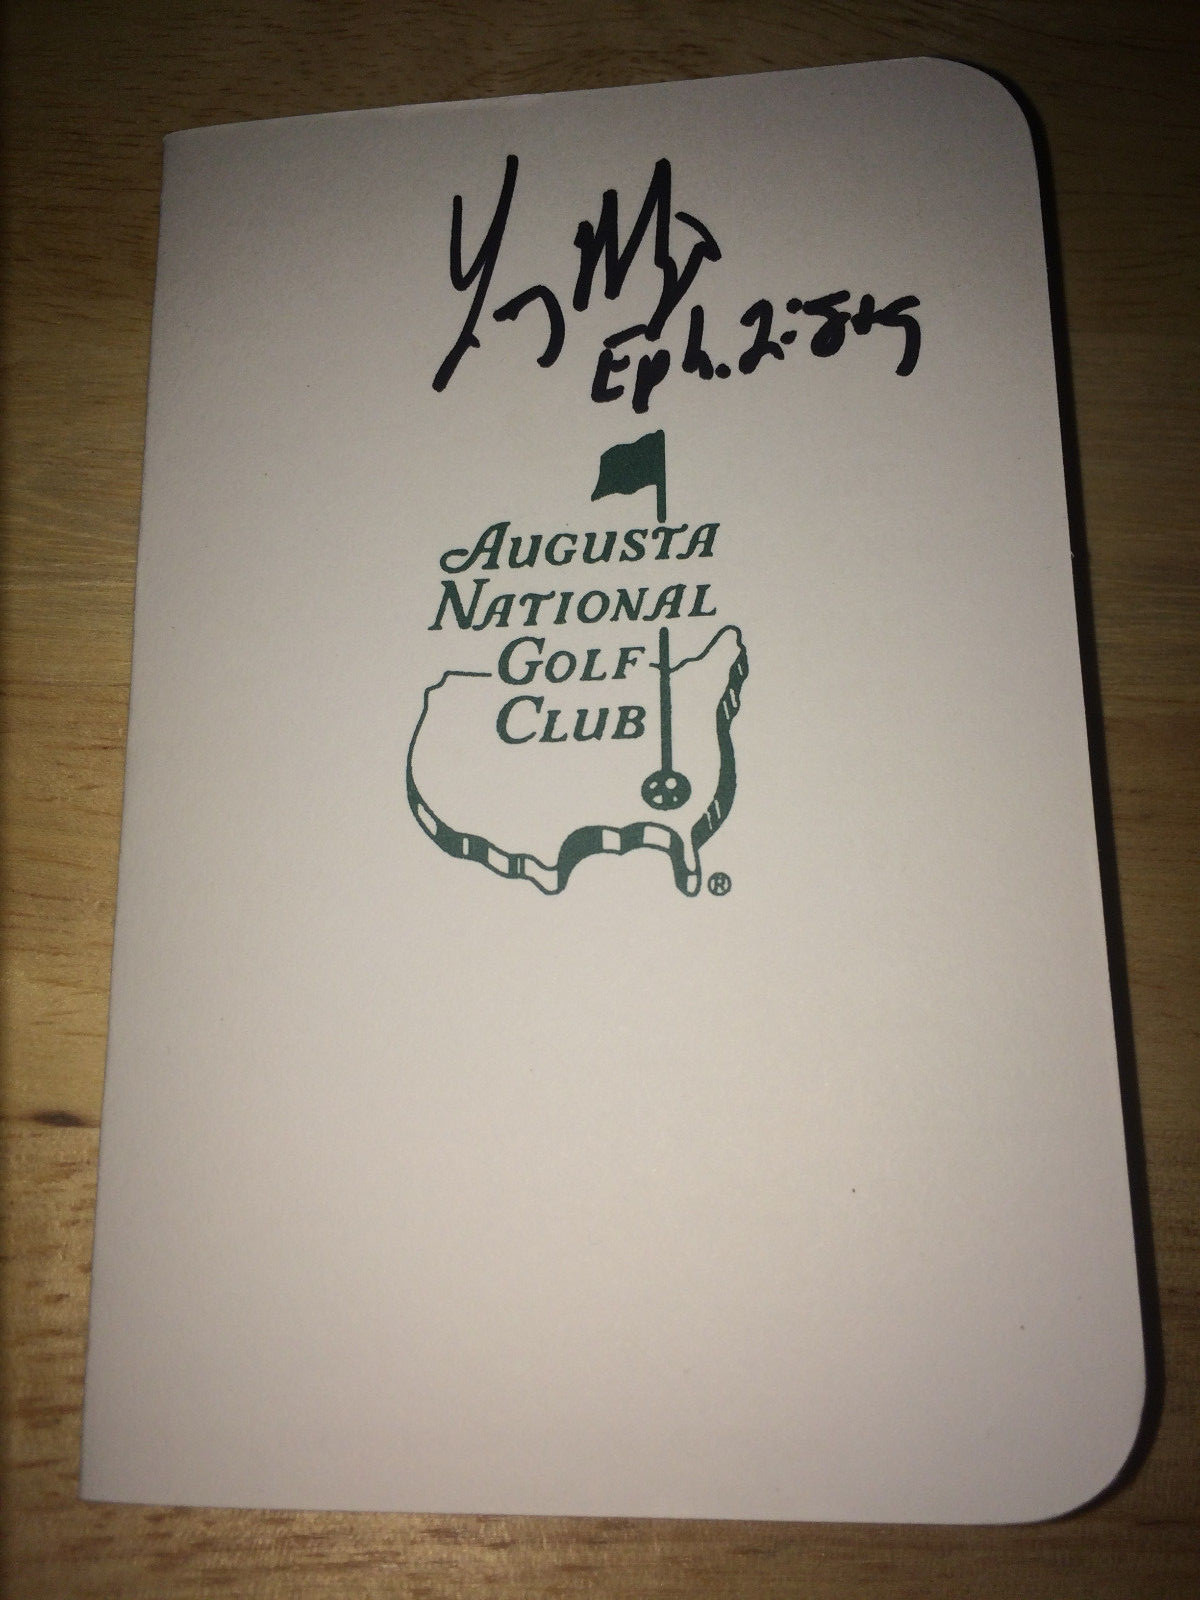 Eph. 2:8+9
AUGUSTA
NATIONAL
GOLF
CLUB
®